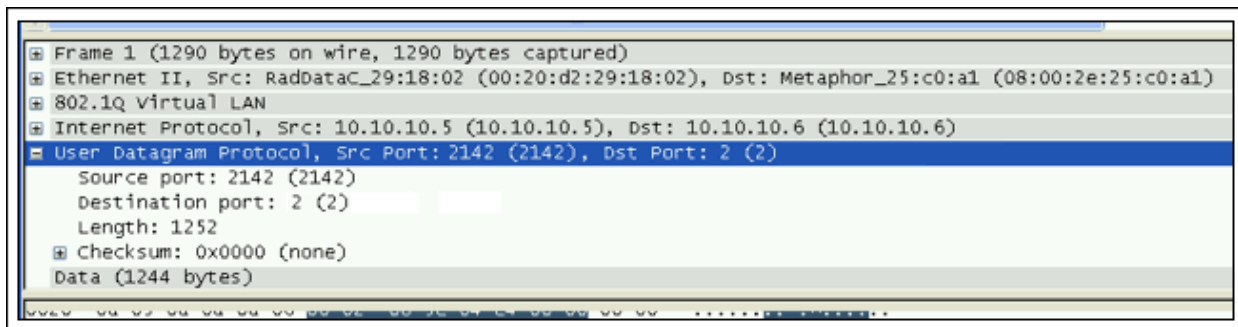 Frame 1 (1290 bytes on wire, 1290 bytes captured)
Ethernet II, Src: RadDataC_29:18:02 (00:20:d2:29:18:02), Dst: Metaphor_25:c0:a1 (08:00:2e:25:c0:a1)
802.1Q Virtual LAN
Internet Protocol, Src: 10.10.10.5 (10.10.10.5), Dst: 10.10.10.6 (10.10.10.6)
User Datagram Protocol, Src Port: 2142 (2142), Dst Port: 2 (2)
Source port: 2142 (2142)
Destination port: 2 (2)
Length: 1252
Checksum: 0x0000 (none)
Data (1244 bytes)